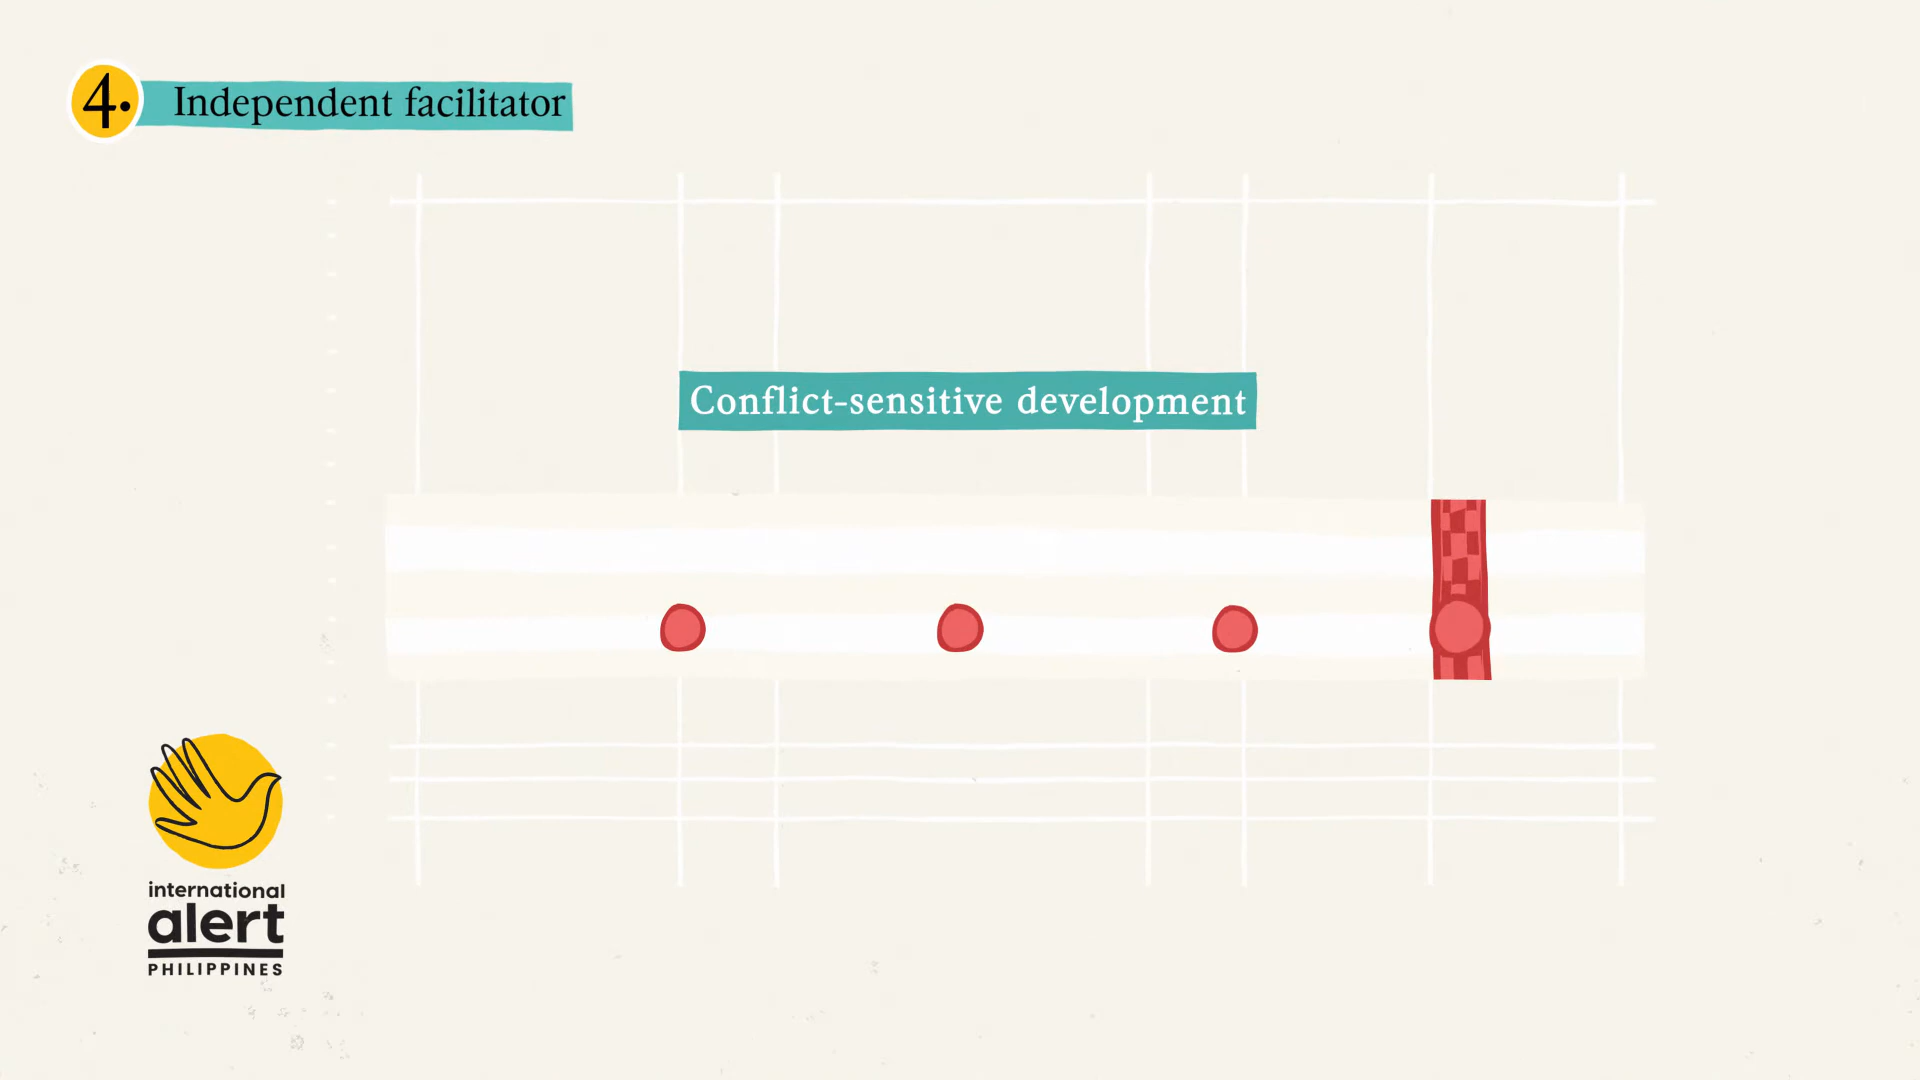 4. Independent facilitator
Conflict-sensitive development
international
alert
PHILIPPINES